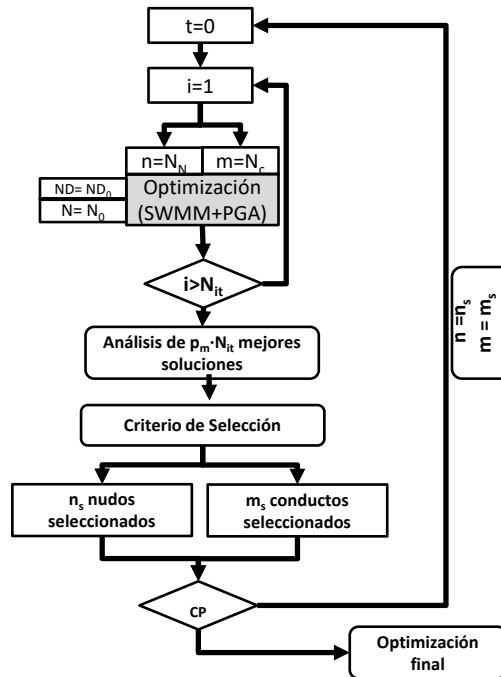 t=0
i=1
n=N_N
m=N_c
ND= ND_0
N= N_0
Optimización
(SWMM+PGA)
i>N_it
Análisis de p_m·N_it mejores
soluciones
Criterio de Selección
n_s nudos
seleccionados
m_s conductos
seleccionados
n =n_s
m = m_s
CP
Optimización
final